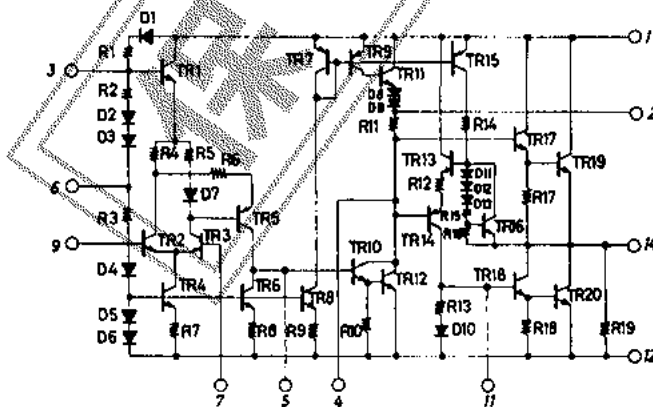 D1
1
R1
TR7
TR9
3
TR1
TR11
TR15
R2
D8
D9
2
D2
R11
R14
D3
TR17
R4
R5
R6
TR13
D11
TR19
R12
D12
6
D7
D13
R17
R3
TR5
R15
TR06
9
TR2
TR3
TR14
R16
14
D4
TR10
TR18
TR4
TR6
TR8
TR12
TR20
D5
R13
R7
R8
R9
R10
R18
R19
D6
D10
12
7
5
4
11